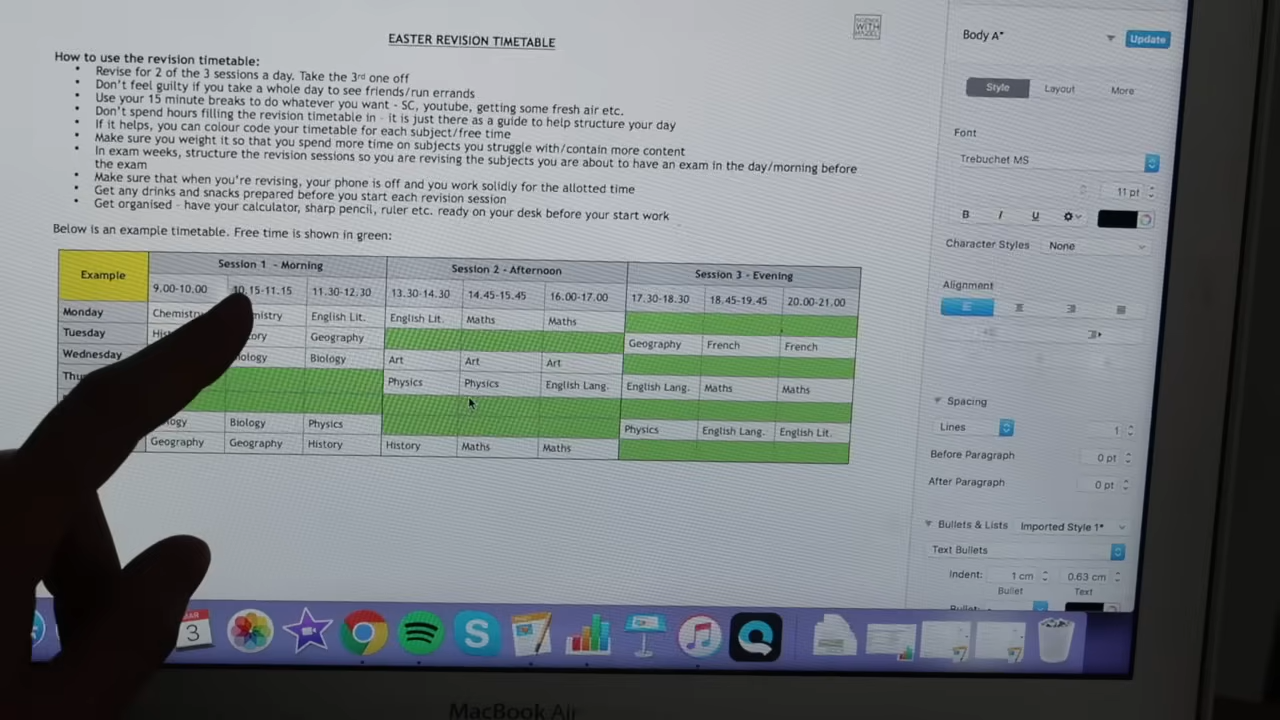 EASTER REVISION TIMETABLE
How to use the revision timetable:
• Revise for 2 of the 3 sessions a day. Take the 3rd one off
• Don't feel guilty if you take a whole day to see friends/run errands
• Use your 15 minute breaks to do whatever you want - SC, youtube, getting some fresh air etc.
• Don't spend hours filling the revision timetable in - it is just there as a guide to help structure your day
• If it helps, you can colour code your timetable for each subject/free time
• Make sure you weight it so that you spend more time on subjects you struggle with/contain more content
• In exam weeks, structure the revision sessions so you are revising the subjects you are about to have an exam in the day/morning before
the exam
• Make sure that when you're revising, your phone is off and you work solidly for the allotted time
• Get any drinks and snacks prepared before you start each revision session
• Get organised - have your calculator, sharp pencil, ruler etc. ready on your desk before your start work
Below is an example timetable. Free time is shown in green:
Example Session 1 - Morning Session 2 - Afternoon Session 3 - Evening
9.00-10.00 10.15-11.15 11.30-12.30 13.30-14.30 14.45-15.45 16.00-17.00 17.30-18.30 18.45-19.45 20.00-21.00
Monday Chemistry mistry English Lit. English Lit. Maths Maths
Tuesday His ory Geography Geography French French
Wednesday iology Biology Art Art Art
Thu Physics Physics English Lang. English Lang. Maths Maths
logy Biology Physics Physics English Lang. English Lit.
Geography Geography History History Maths Maths
WITH
Body A*
Update
Style Layout More
Font
Trebuchet MS
11 pt
B I U
Character Styles None
Alignment
Spacing
Lines 1
Before Paragraph 0 pt
After Paragraph 0 pt
Bullets & Lists Imported Style 1*
Text Bullets
Indent: 1 cm 0.63 cm
Bullet Text
Bullet:
MAR
3
MacBook Air